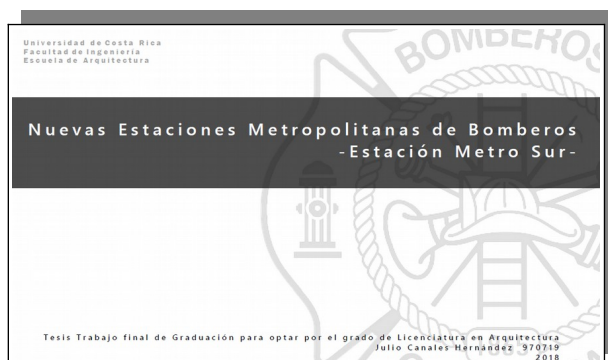 Universidad de Costa Rica
Facultad de Ingeniería
Escuela de Arquitectura
BOMBEROS
Nuevas Estaciones Metropolitanas de Bomberos
-Estación Metro Sur-
Tesis Trabajo final de Graduación para optar por el grado de Licenciatura en Arquitectura
Julio Canales Hernández 970719
2018